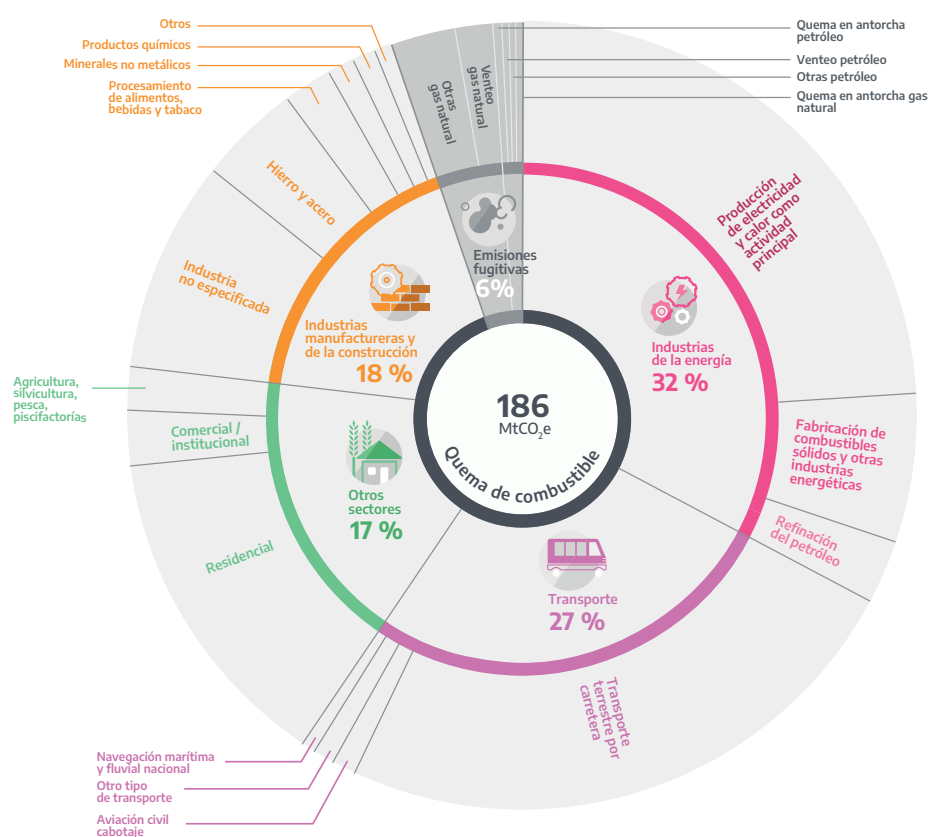 Otros
Productos químicos
Minerales no metálicos
Procesamiento
de alimentos,
bebidas y tabaco
Hierro y acero
Industria
no especificada
Otras
gas natural
Venteo
gas natural
Quema en antorcha
petróleo
Venteo petróleo
Otras petróleo
Quema en antorcha gas
natural
Producción
de electricidad
y calor como
actividad
principal
Emisiones
fugitivas
6%
Industrias
manufactureras y
de la construcción
18 %
Industrias
de la energía
32 %
Agricultura,
silvicultura,
pesca,
piscifactorías
Comercial /
institucional
Residencial
Otros
sectores
17 %
186
MtCO₂e
Quema de combustible
Fabricación de
combustibles
sólidos y otras
industrias
energéticas
Refinación
del petróleo
Transporte
27 %
Transporte
terrestre por
carretera
Navegación marítima
y fluvial nacional
Otro tipo
de transporte
Aviación civil
cabotaje